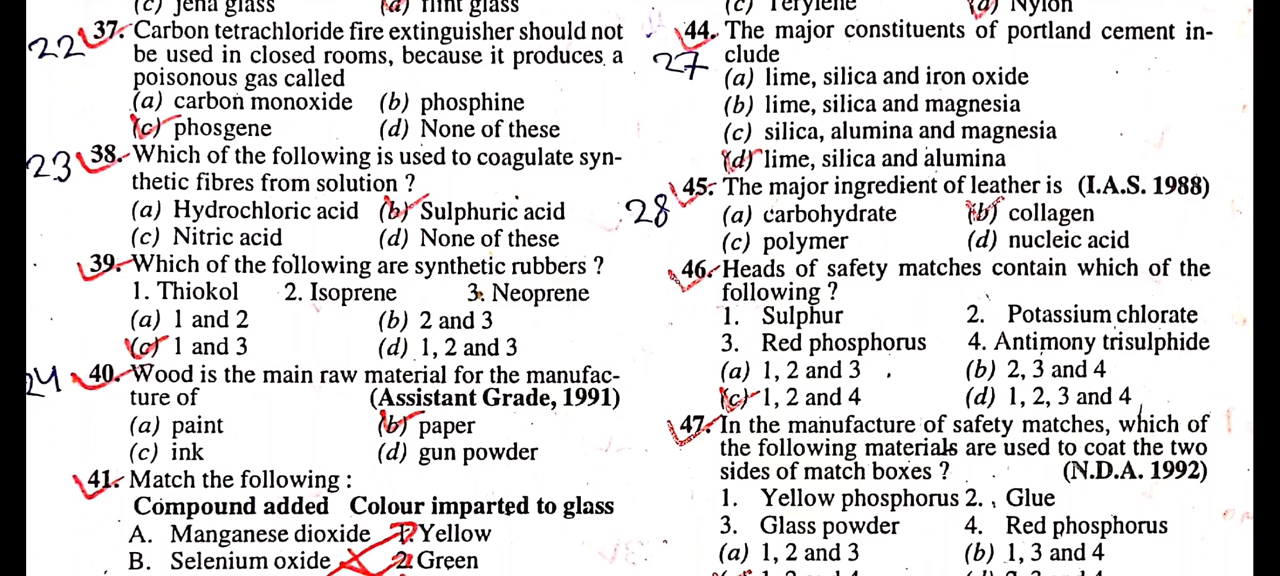 (c) jena glass (d) flint glass
22 37. Carbon tetrachloride fire extinguisher should not
be used in closed rooms, because it produces a
poisonous gas called
(a) carbon monoxide (b) phosphine
(c) phosgene (d) None of these
23 38. Which of the following is used to coagulate syn-
thetic fibres from solution ?
(a) Hydrochloric acid (b) Sulphuric acid
(c) Nitric acid (d) None of these
39. Which of the following are synthetic rubbers ?
1. Thiokol 2. Isoprene 3. Neoprene
(a) 1 and 2 (b) 2 and 3
(c) 1 and 3 (d) 1, 2 and 3
24 40. Wood is the main raw material for the manufac-
ture of (Assistant Grade, 1991)
(a) paint (b) paper
(c) ink (d) gun powder
41. Match the following :
Compound added Colour imparted to glass
A. Manganese dioxide 1. Yellow
B. Selenium oxide 2. Green
(c) Terylene (d) Nylon
44. The major constituents of portland cement in-
27 clude
(a) lime, silica and iron oxide
(b) lime, silica and magnesia
(c) silica, alumina and magnesia
(d) lime, silica and alumina
45. The major ingredient of leather is (I.A.S. 1988)
28 (a) carbohydrate (b) collagen
(c) polymer (d) nucleic acid
46. Heads of safety matches contain which of the
following ?
1. Sulphur 2. Potassium chlorate
3. Red phosphorus 4. Antimony trisulphide
(a) 1, 2 and 3 (b) 2, 3 and 4
(c) 1, 2 and 4 (d) 1, 2, 3 and 4
47. In the manufacture of safety matches, which of
the following materials are used to coat the two
sides of match boxes ? (N.D.A. 1992)
1. Yellow phosphorus 2. Glue
3. Glass powder 4. Red phosphorus
(a) 1, 2 and 3 (b) 1, 3 and 4